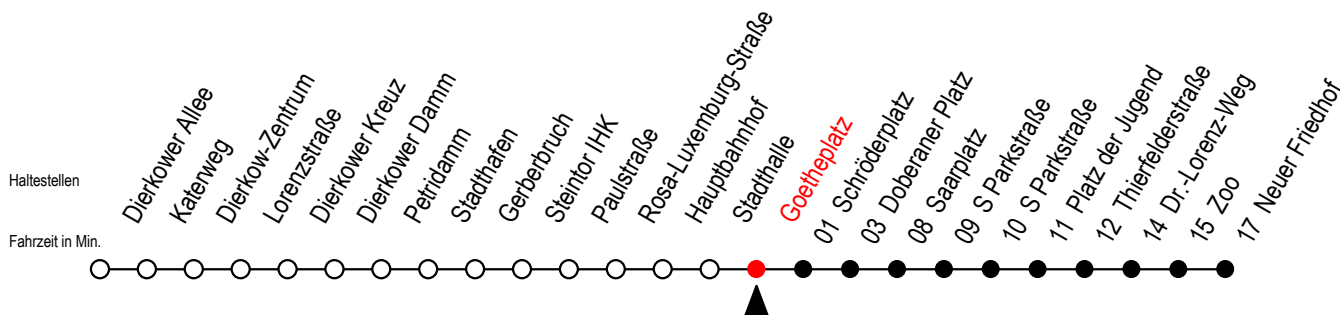 Haltestellen
Fahrzeit in Min.
Dierkower Allee
Katerweg
Dierkow-Zentrum
Lorenzstraße
Dierkower Kreuz
Dierkower Damm
Petridamm
Stadthafen
Gerberbruch
Steintor IHK
Paulstraße
Rosa-Luxemburg-Straße
Hauptbahnhof
Stadthalle
Goetheplatz
01 Schröderplatz
03 Doberaner Platz
08 Saarplatz
09 S Parkstraße
10 S Parkstraße
11 Platz der Jugend
12 Thierfelderstraße
14 Dr.-Lorenz-Weg
15 Zoo
17 Neuer Friedhof